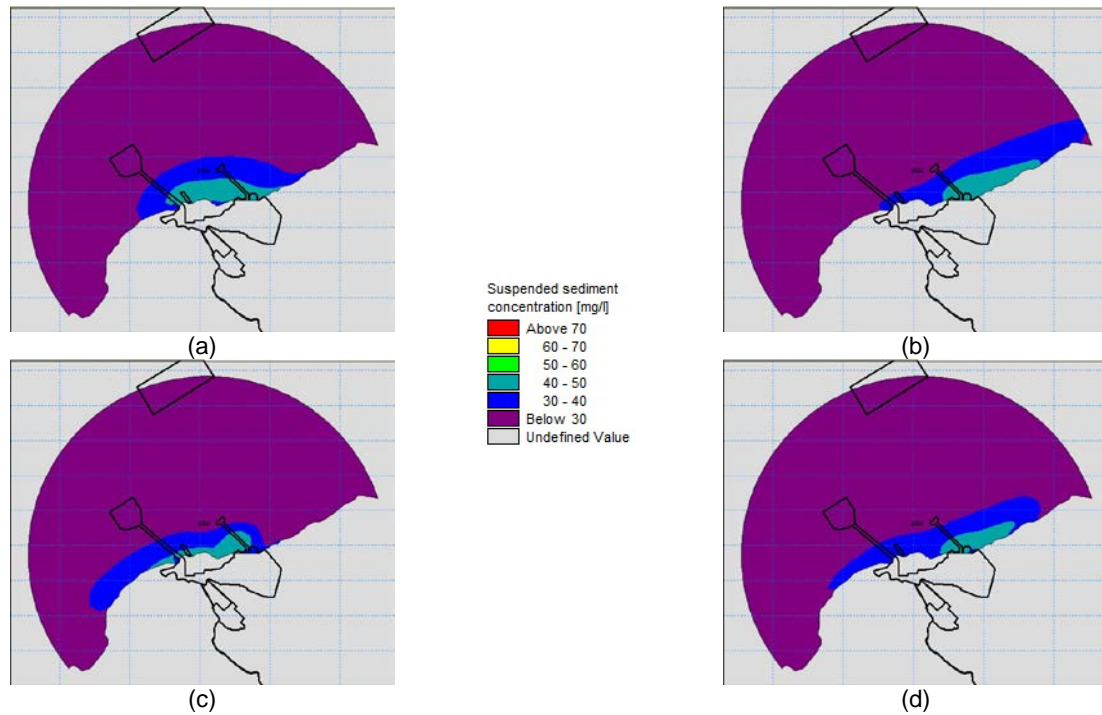 (a)
(b)
Suspended sediment
concentration [mg/l]
Above 70
60 - 70
50 - 60
40 - 50
30 - 40
Below 30
Undefined Value
(c)
(d)